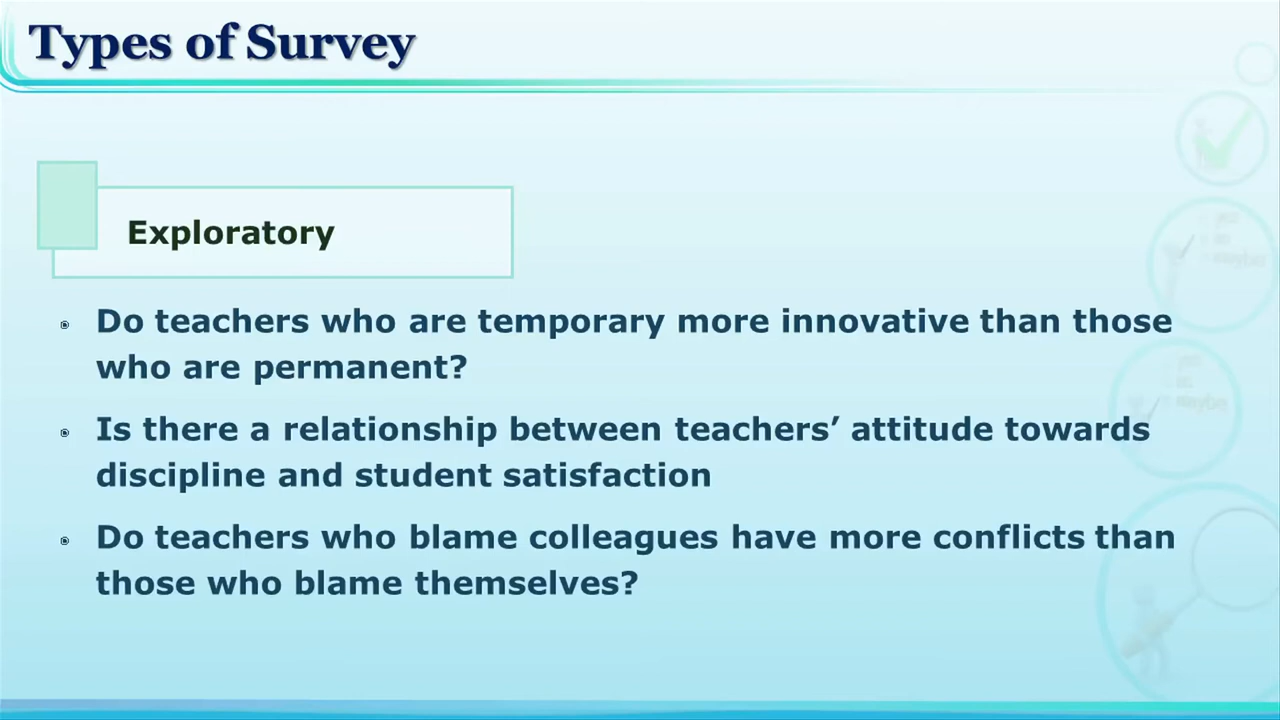 Types of Survey
Exploratory
Do teachers who are temporary more innovative than those
who are permanent?
Is there a relationship between teachers’ attitude towards
discipline and student satisfaction
Do teachers who blame colleagues have more conflicts than
those who blame themselves?
maybe
maybe